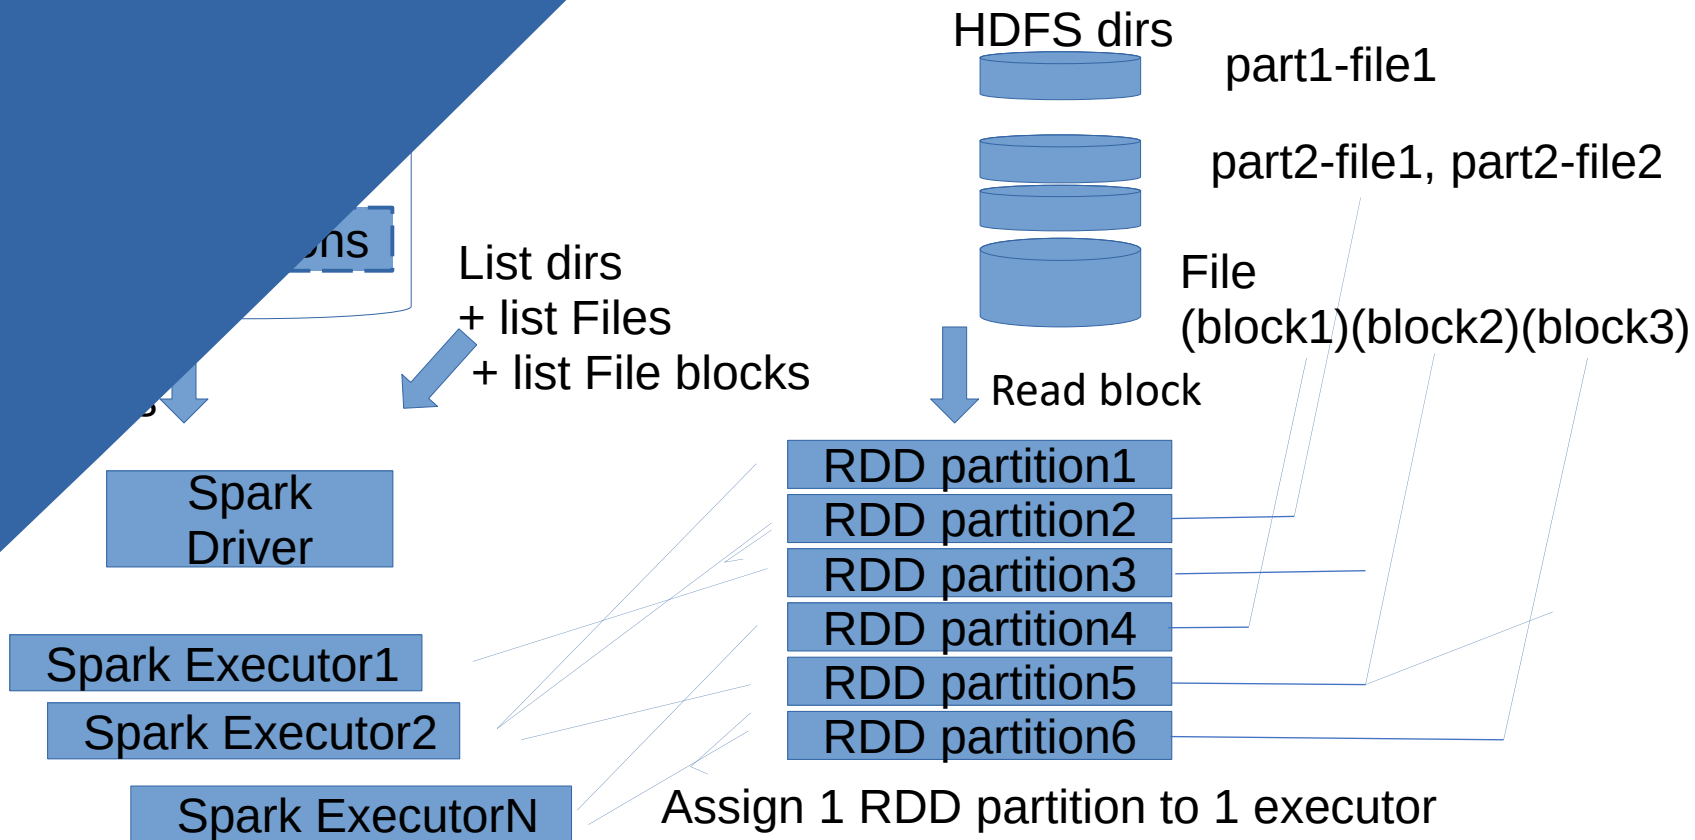 HDFS dirs
part1-file1
part2-file1, part2-file2
List dirs
+ list Files
+ list File blocks
File
(block1)(block2)(block3)
Read block
Spark
Driver
RDD partition1
RDD partition2
RDD partition3
RDD partition4
RDD partition5
RDD partition6
Spark Executor1
Spark Executor2
Spark ExecutorN
Assign 1 RDD partition to 1 executor